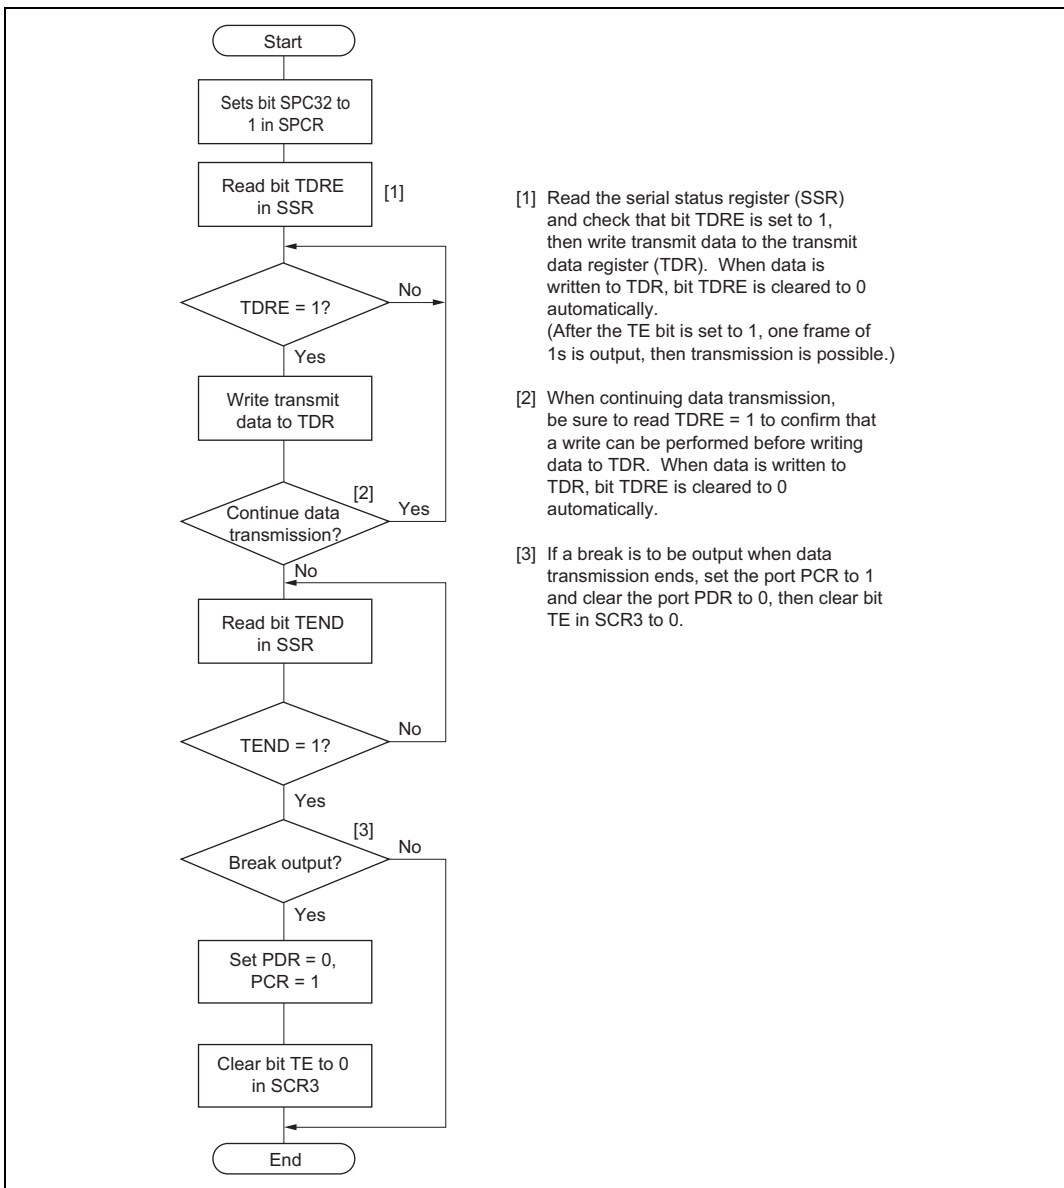 Start
Sets bit SPC32 to
1 in SPCR
Read bit TDRE
in SSR
[1]
TDRE = 1?
No
Yes
Write transmit
data to TDR
[2]
Continue data
transmission?
Yes
No
Read bit TEND
in SSR
TEND = 1?
No
Yes
[3]
Break output?
No
Yes
Set PDR = 0,
PCR = 1
Clear bit TE to 0
in SCR3
End
[1] Read the serial status register (SSR)
and check that bit TDRE is set to 1,
then write transmit data to the transmit
data register (TDR). When data is
written to TDR, bit TDRE is cleared to 0
automatically.
(After the TE bit is set to 1, one frame of
1s is output, then transmission is possible.)
[2] When continuing data transmission,
be sure to read TDRE = 1 to confirm that
a write can be performed before writing
data to TDR. When data is written to
TDR, bit TDRE is cleared to 0
automatically.
[3] If a break is to be output when data
transmission ends, set the port PCR to 1
and clear the port PDR to 0, then clear bit
TE in SCR3 to 0.